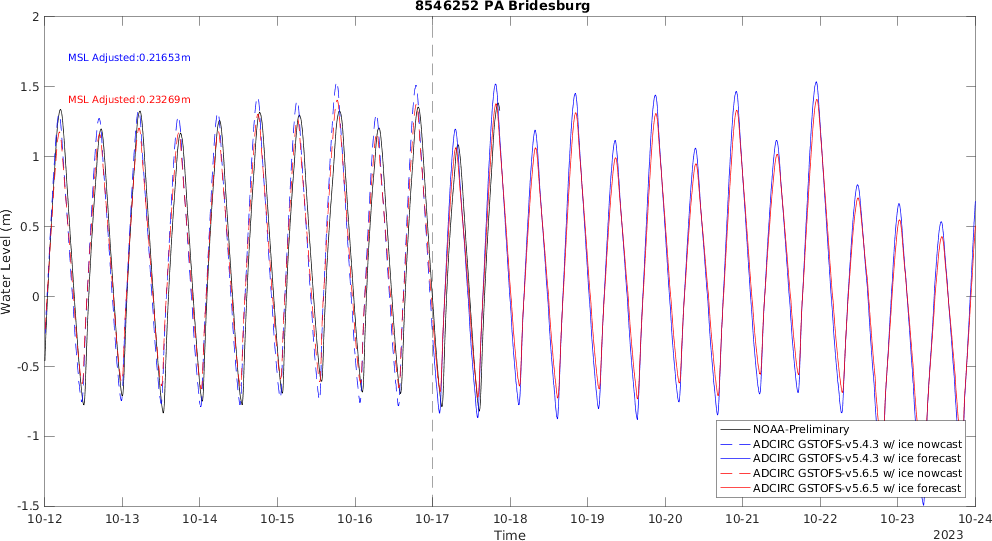 8546252 PA Bridesburg
2
1.5
1
0.5
0
-0.5
-1
-1.5
Water Level (m)
MSL Adjusted:0.21653m
MSL Adjusted:0.23269m
NOAA-Preliminary
ADCIRC GSTOFS-v5.4.3 w/ ice nowcast
ADCIRC GSTOFS-v5.4.3 w/ ice forecast
ADCIRC GSTOFS-v5.6.5 w/ ice nowcast
ADCIRC GSTOFS-v5.6.5 w/ ice forecast
10-12 10-13 10-14 10-15 10-16 10-17 10-18 10-19 10-20 10-21 10-22 10-23 10-24
Time
2023